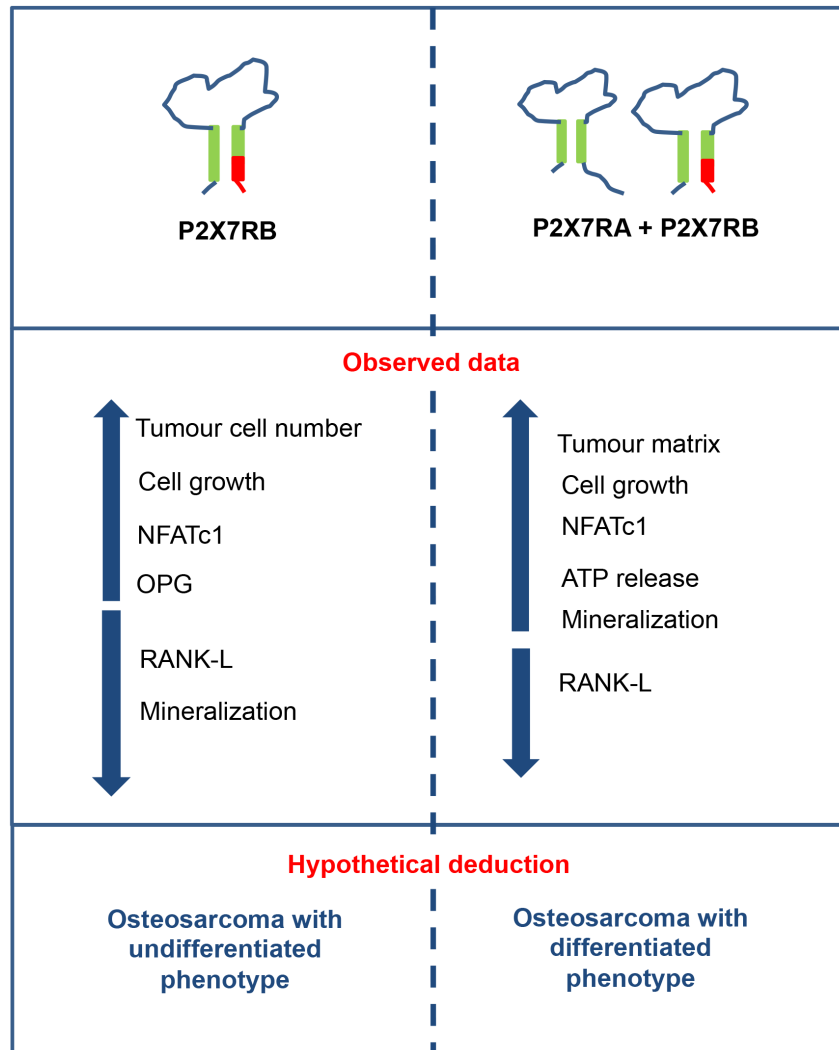 P2X7RB
P2X7RA + P2X7RB
Observed data
Tumour cell number
Cell growth
NFATc1
OPG
RANK-L
Mineralization
Tumour matrix
Cell growth
NFATc1
ATP release
Mineralization
RANK-L
Hypothetical deduction
Osteosarcoma with
undifferentiated
phenotype
Osteosarcoma with
differentiated
phenotype